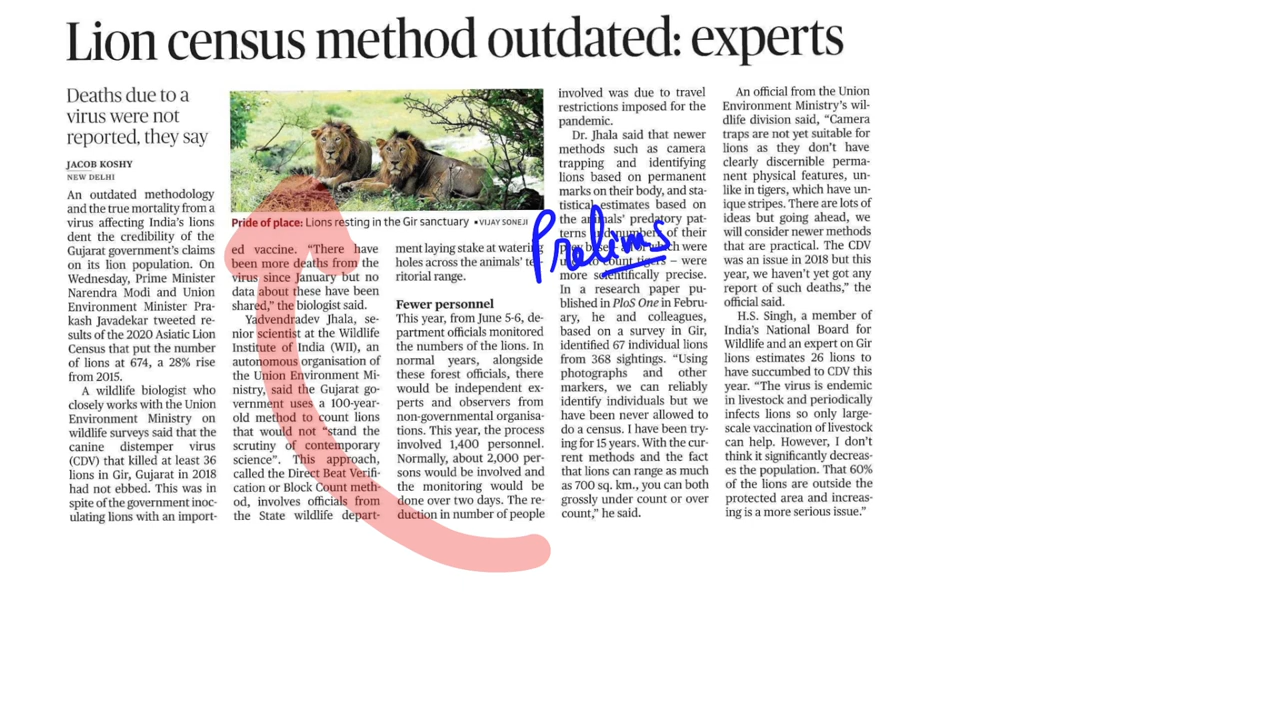 Lion census method outdated: experts
Deaths due to a
virus were not
reported, they say
JACOB KOSHY
NEW DELHI
An outdated methodology
and the true mortality from a
virus affecting India's lions
dent the credibility of the
Gujarat government's claims
on its lion population. On
Wednesday, Prime Minister
Narendra Modi and Union
Environment Minister Pra-
kash Javadekar tweeted re-
sults of the 2020 Asiatic Lion
Census that put the number
of lions at 674, a 28% rise
from 2015.
A wildlife biologist who
closely works with the Union
Environment Ministry on
wildlife surveys said that the
canine distemper virus
(CDV) that killed at least 36
lions in Gir, Gujarat in 2018
had not ebbed. This was in
spite of the government inoc-
ulating lions with an import-
Pride of place: Lions resting in the Gir sanctuary •VIJAY SONEJI
ed vaccine. "There have
been more deaths from the
virus since January but no
data about these have been
shared," the biologist said.
Yadvendradev Jhala, se-
nior scientist at the Wildlife
Institute of India (WII), an
autonomous organisation of
the Union Environment Mi-
nistry, said the Gujarat go-
vernment uses a 100-year-
old method to count lions
that would not "stand the
scrutiny of contemporary
science". This approach,
called the Direct Beat Verifi-
cation or Block Count meth-
od, involves officials from
the State wildlife depart-
ment laying stake at watering
holes across the animals' te-
ritorial range.
Fewer personnel
This year, from June 5-6, de-
partment officials monitored
the numbers of the lions. In
normal years, alongside
these forest officials, there
would be independent ex-
perts and observers from
non-governmental organisa-
tions. This year, the process
involved 1,400 personnel.
Normally, about 2,000 per-
sons would be involved and
the monitoring would be
done over two days. The re-
duction in number of people
involved was due to travel
restrictions imposed for the
pandemic.
Dr. Jhala said that newer
methods such as camera
trapping and identifying
lions based on permanent
marks on their body, and sta-
tistical estimates based on
the animals' predatory pat-
terns and numbers of their
prey base – all of which were
used to count tigers – were
more scientifically precise.
In a research paper pu-
blished in PloS One in Febru-
ary, he and colleagues,
based on a survey in Gir,
identified 67 individual lions
from 368 sightings. "Using
photographs and other
markers, we can reliably
identify individuals but we
have been never allowed to
do a census. I have been try-
ing for 15 years. With the cur-
rent methods and the fact
that lions can range as much
as 700 sq. km., you can both
grossly under count or over
count," he said.
Prelims
An official from the Union
Environment Ministry's wil-
dlife division said, "Camera
traps are not yet suitable for
lions as they don't have
clearly discernible perma-
nent physical features, un-
like in tigers, which have un-
ique stripes. There are lots of
ideas but going ahead, we
will consider newer methods
that are practical. The CDV
was an issue in 2018 but this
year, we haven't yet got any
report of such deaths," the
official said.
H.S. Singh, a member of
India's National Board for
Wildlife and an expert on Gir
lions estimates 26 lions to
have succumbed to CDV this
year. "The virus is endemic
in livestock and periodically
infects lions so only large-
scale vaccination of livestock
can help. However, I don't
think it significantly decreas-
es the population. That 60%
of the lions are outside the
protected area and increas-
ing is a more serious issue."